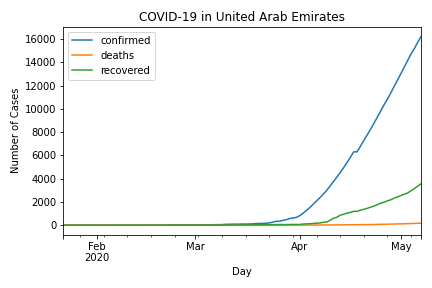 COVID-19 in United Arab Emirates
confirmed
deaths
recovered
16000
14000
12000
10000
8000
6000
4000
2000
0
Number of Cases
Feb
2020
Mar
Apr
May
Day